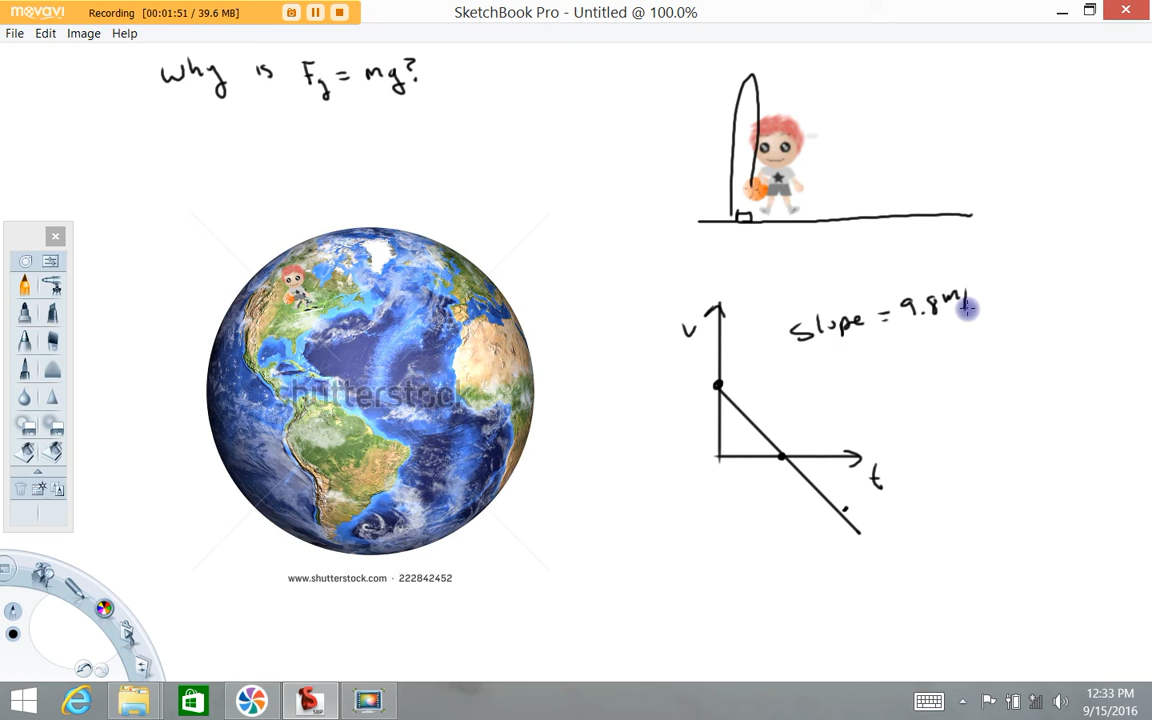 movavi Recording [00:01:51 / 39.6 MB]
SketchBook Pro - Untitled @ 100.0%
File Edit Image Help
Why is Fg = mg?
v
Slope = 9.8 m/
t
shutterstock
www.shutterstock.com · 222842452
12:33 PM
9/15/2016